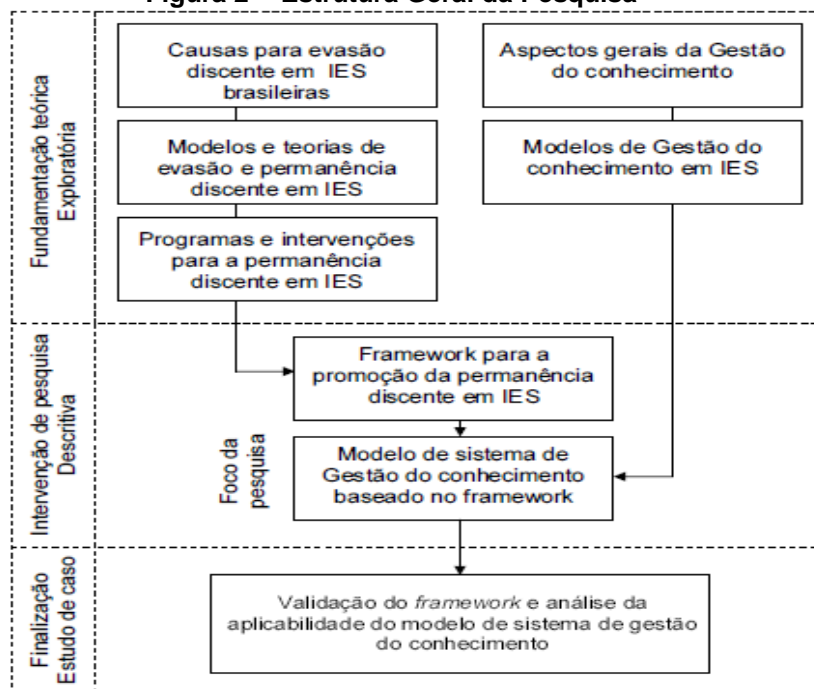 Figura 2 – Estrutura Geral da Pesquisa
Fundamentação teórica
Exploratória
Causas para evasão
discente em IES
brasileiras
Modelos e teorias de
evasão e permanência
discente em IES
Programas e intervenções
para a permanência
discente em IES
Aspectos gerais da Gestão
do conhecimento
Modelos de Gestão do
conhecimento em IES
Intervenção de pesquisa
Descritiva
Foco da
pesquisa
Framework para a
promoção da permanência
discente em IES
Modelo de sistema de
Gestão do conhecimento
baseado no framework
Finalização
Estudo de caso
Validação do framework e análise da
aplicabilidade do modelo de sistema de gestão
do conhecimento